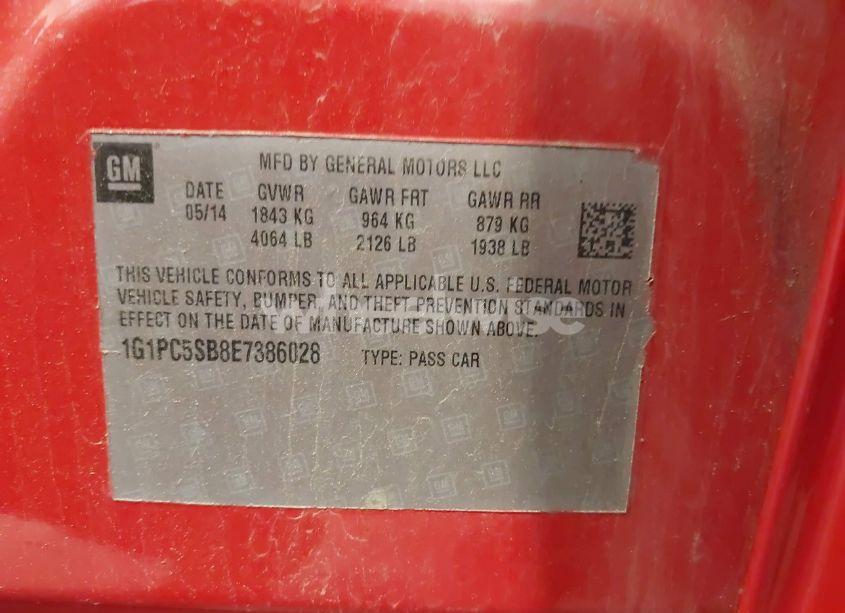 GM
MFD BY GENERAL MOTORS LLC
DATE GVWR GAWR FRT GAWR RR
05/14 1843 KG 964 KG 879 KG
4064 LB 2126 LB 1938 LB
THIS VEHICLE CONFORMS TO ALL APPLICABLE U.S. FEDERAL MOTOR
VEHICLE SAFETY, BUMPER, AND THEFT PREVENTION STANDARDS IN
EFFECT ON THE DATE OF MANUFACTURE SHOWN ABOVE.
1G1PC5SB8E7386028 TYPE: PASS CAR